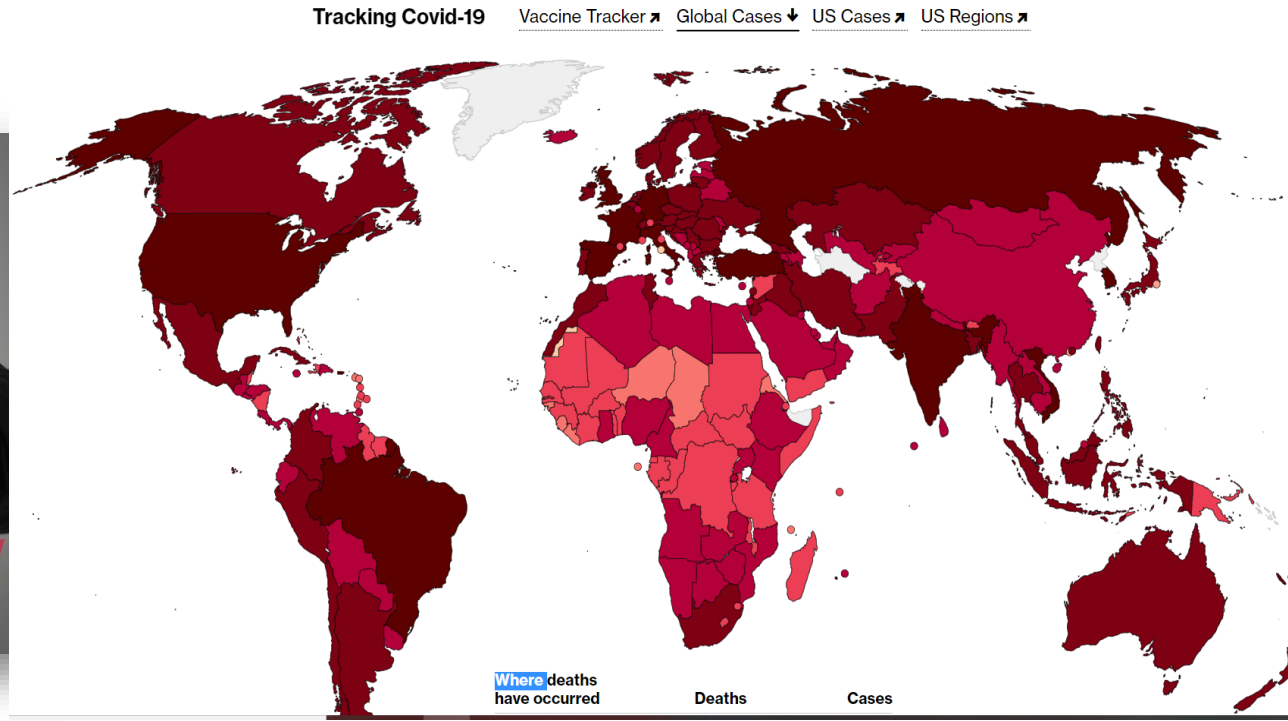 Tracking Covid-19 Vaccine Tracker Global Cases US Cases US Regions
Where deaths
have occurred Deaths Cases